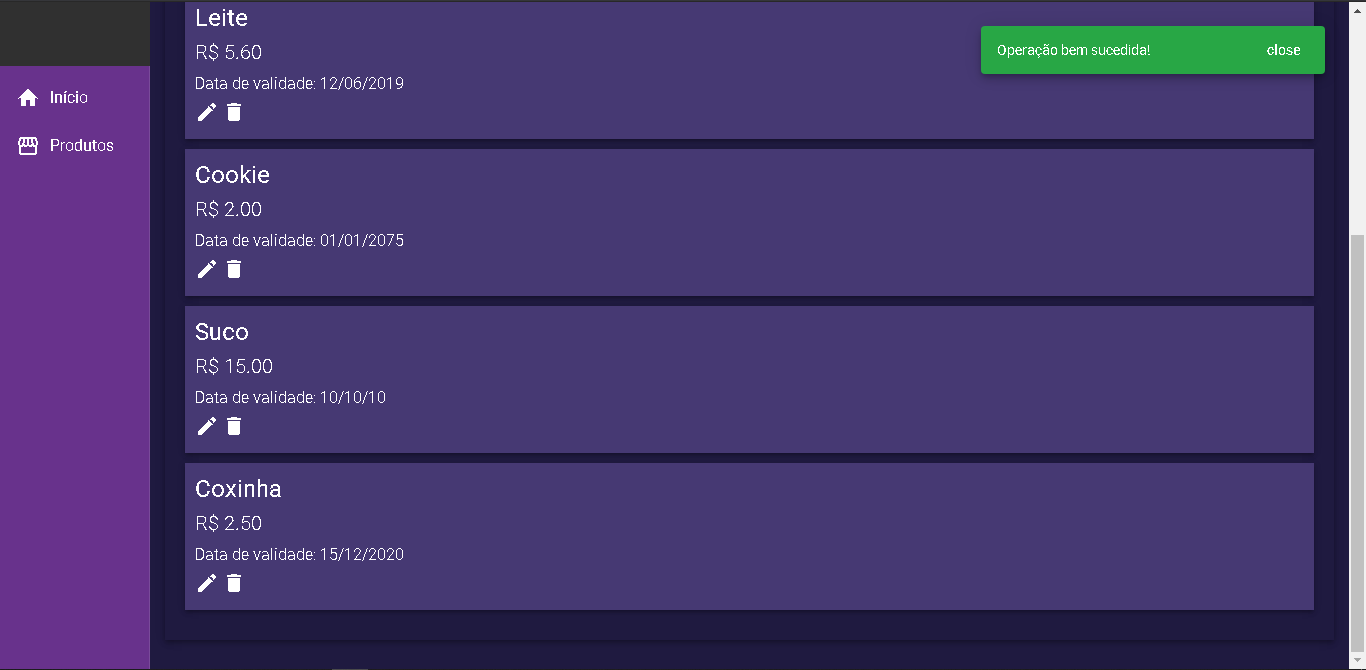 Início
Produtos
Operação bem sucedida! close
Leite
R$ 5.60
Data de validade: 12/06/2019
Cookie
R$ 2.00
Data de validade: 01/01/2075
Suco
R$ 15.00
Data de validade: 10/10/10
Coxinha
R$ 2.50
Data de validade: 15/12/2020